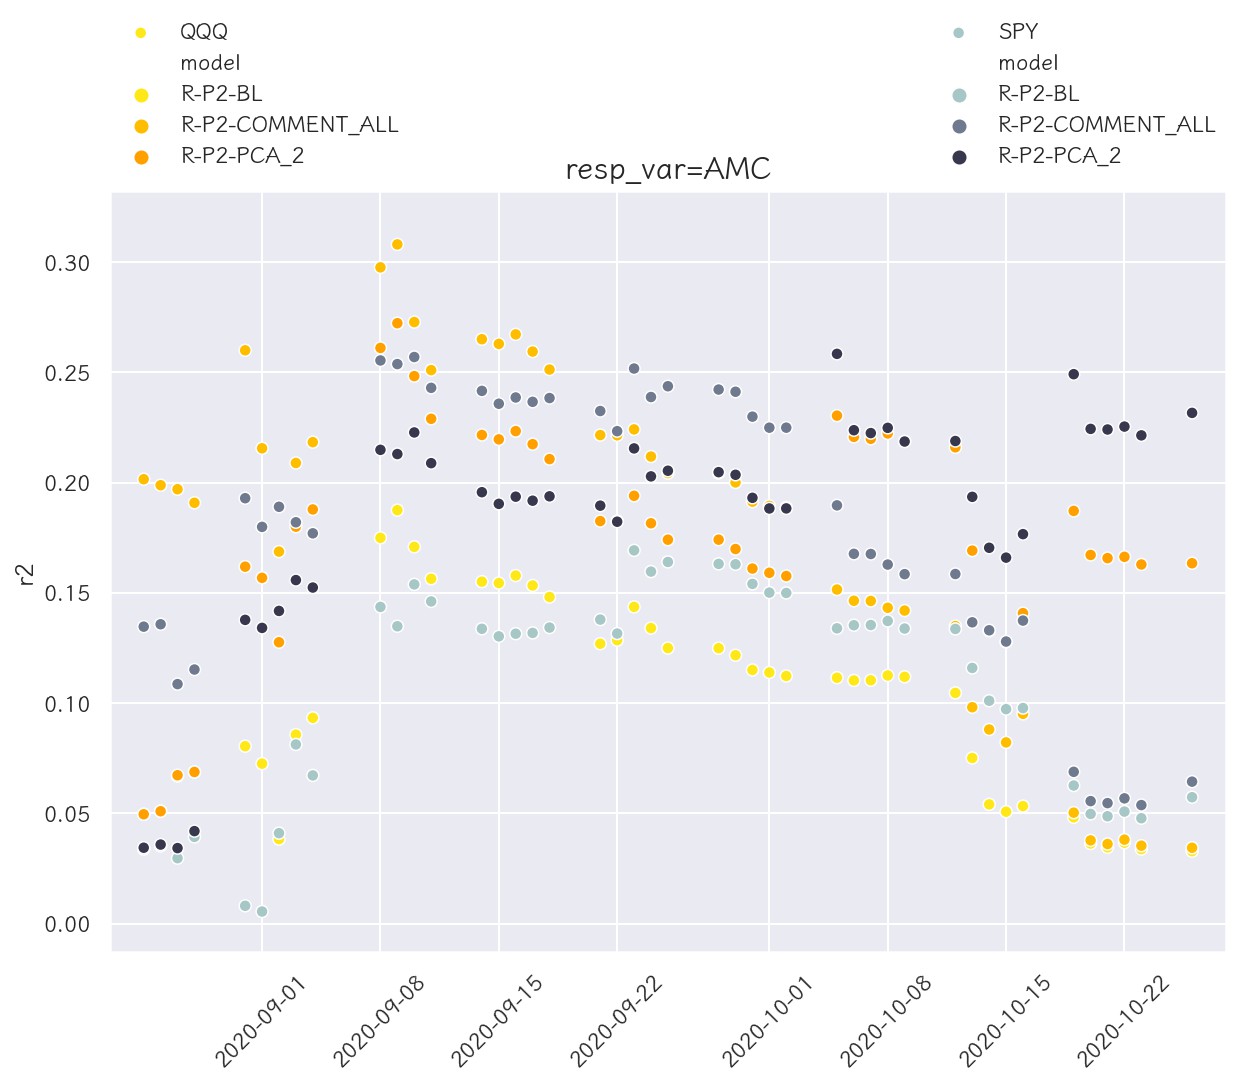 QQQ
model
R-P2-BL
R-P2-COMMENT_ALL
R-P2-PCA_2
SPY
model
R-P2-BL
R-P2-COMMENT_ALL
R-P2-PCA_2
resp_var=AMC
r2
0.30
0.25
0.20
0.15
0.10
0.05
0.00
2020-09-01
2020-09-08
2020-09-15
2020-09-22
2020-10-01
2020-10-08
2020-10-15
2020-10-22